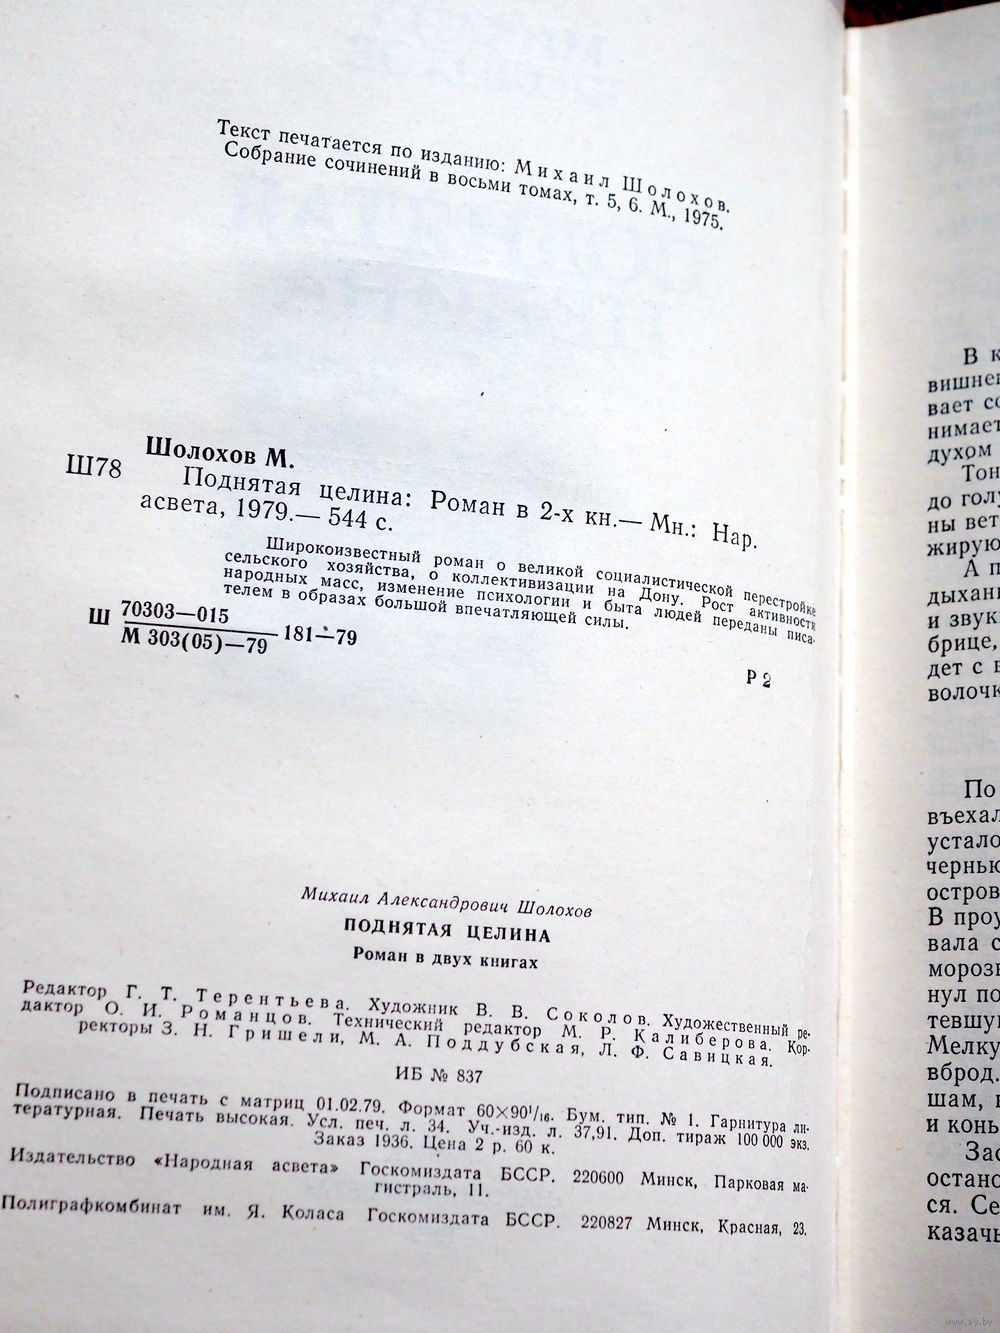 Текст печатается по изданию: Михаил Шолохов.
Собрание сочинений в восьми томах, т. 5, 6. М., 1975.
Шолохов М.
Ш78
Поднятая целина: Роман в 2-х кн.— Мн.: Нар.
асвета, 1979.— 544 с.
Широкоизвестный роман о великой социалистической перестройке
сельского хозяйства, о коллективизации на Дону. Рост активности
народных масс, изменение психологии и быта людей переданы писа-
телем в образах большой впечатляющей силы.
Ш 70303—015
М 303(05)—79
181—79
Р 2
Михаил Александрович Шолохов
ПОДНЯТАЯ ЦЕЛИНА
Роман в двух книгах
Редактор Г. Т. Терентьева. Художник В. В. Соколов. Художественный ре-
дактор О. И. Романцов. Технический редактор М. Р. Калиберова. Кор-
ректоры З. Н. Гришели, М. А. Поддубская, Л. Ф. Савицкая.
ИБ № 837
Подписано в печать с матриц 01.02.79. Формат 60×90¹/₁₆. Бум. тип. № 1. Гарнитура ли-
тературная. Печать высокая. Усл. печ. л. 34. Уч.-изд. л. 37,91. Доп. тираж 100 000 экз.
Заказ 1936. Цена 2 р. 60 к.
Издательство «Народная асвета» Госкомиздата БССР. 220600 Минск, Парковая ма-
гистраль, 11.
Полиграфкомбинат им. Я. Коласа Госкомиздата БССР. 220827 Минск, Красная, 23.
В к
вишне
вает со
нимает
духом
Тон
до гол
ны вет
жирую
А п
дыхан
и звук
брице,
дет с
волочк
По
въехал
устало
чернью
остров
В проу
вала с
морозн
нул по
тевшу
Мелку
вброд.
шам,
и конь
Зас
остано
ся. Се
казачь
www.ay.by